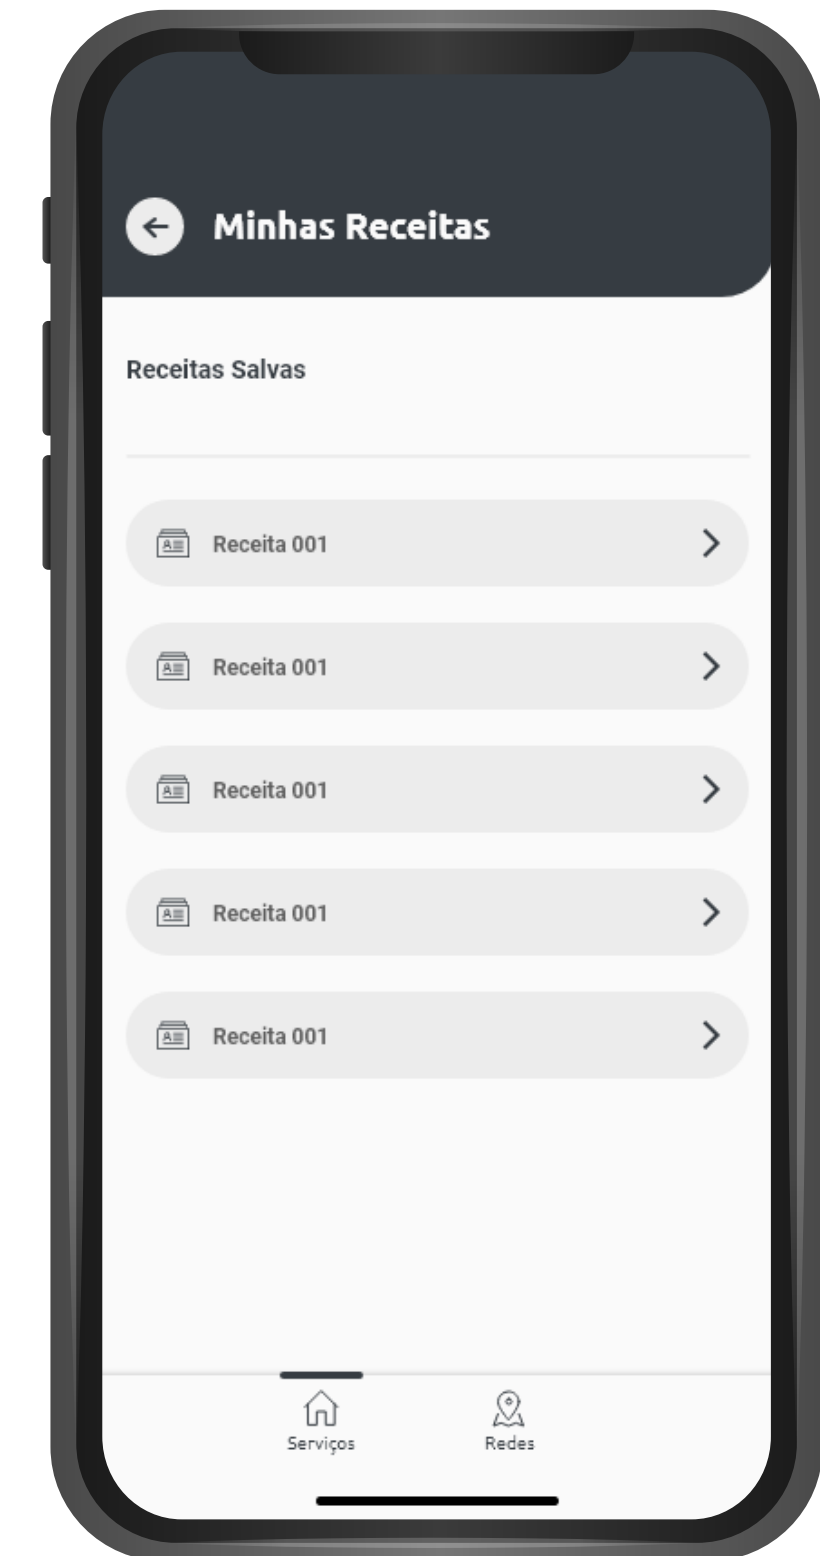 Minhas Receitas
Receitas Salvas
Receita 001
Receita 001
Receita 001
Receita 001
Receita 001
Serviços
Redes